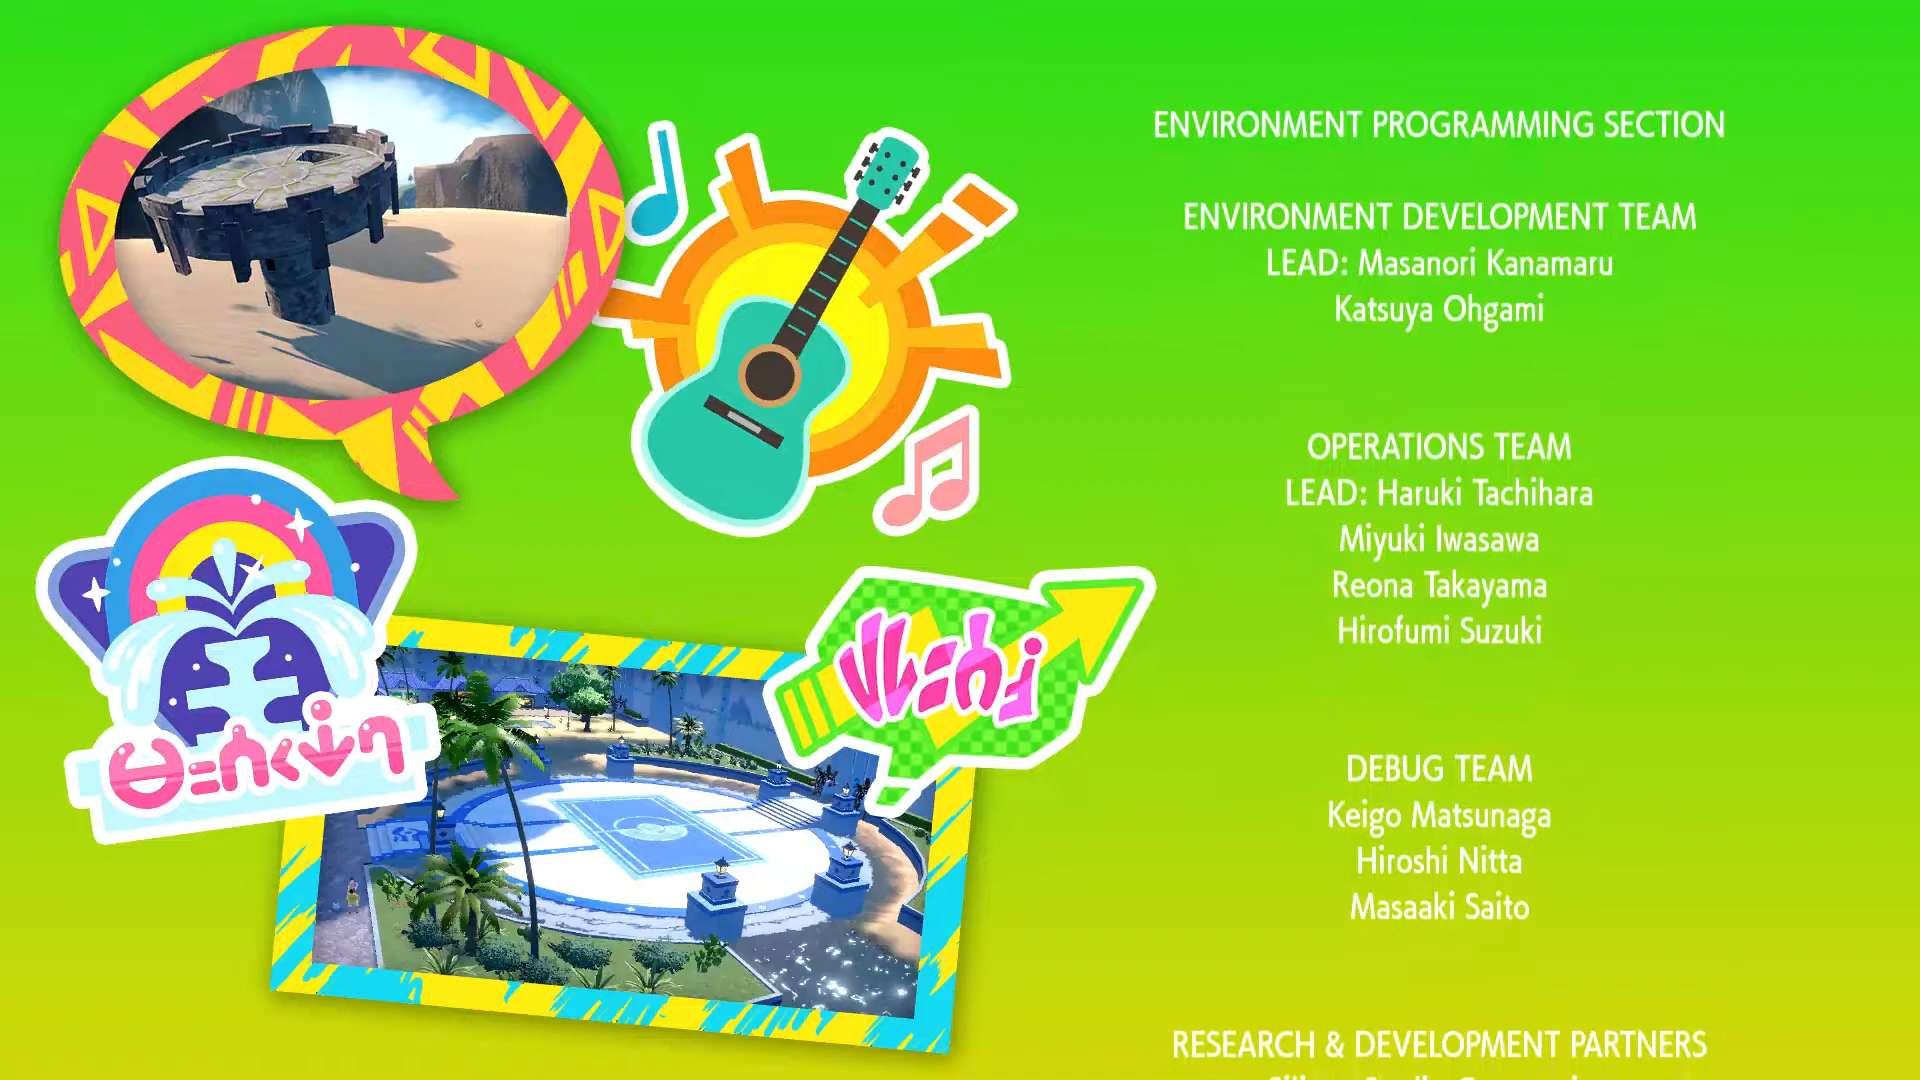 ENVIRONMENT PROGRAMMING SECTION
ENVIRONMENT DEVELOPMENT TEAM
LEAD: Masanori Kanamaru
Katsuya Ohgami
OPERATIONS TEAM
LEAD: Haruki Tachihara
Miyuki Iwasawa
Reona Takayama
Hirofumi Suzuki
DEBUG TEAM
Keigo Matsunaga
Hiroshi Nitta
Masaaki Saito
RESEARCH & DEVELOPMENT PARTNERS